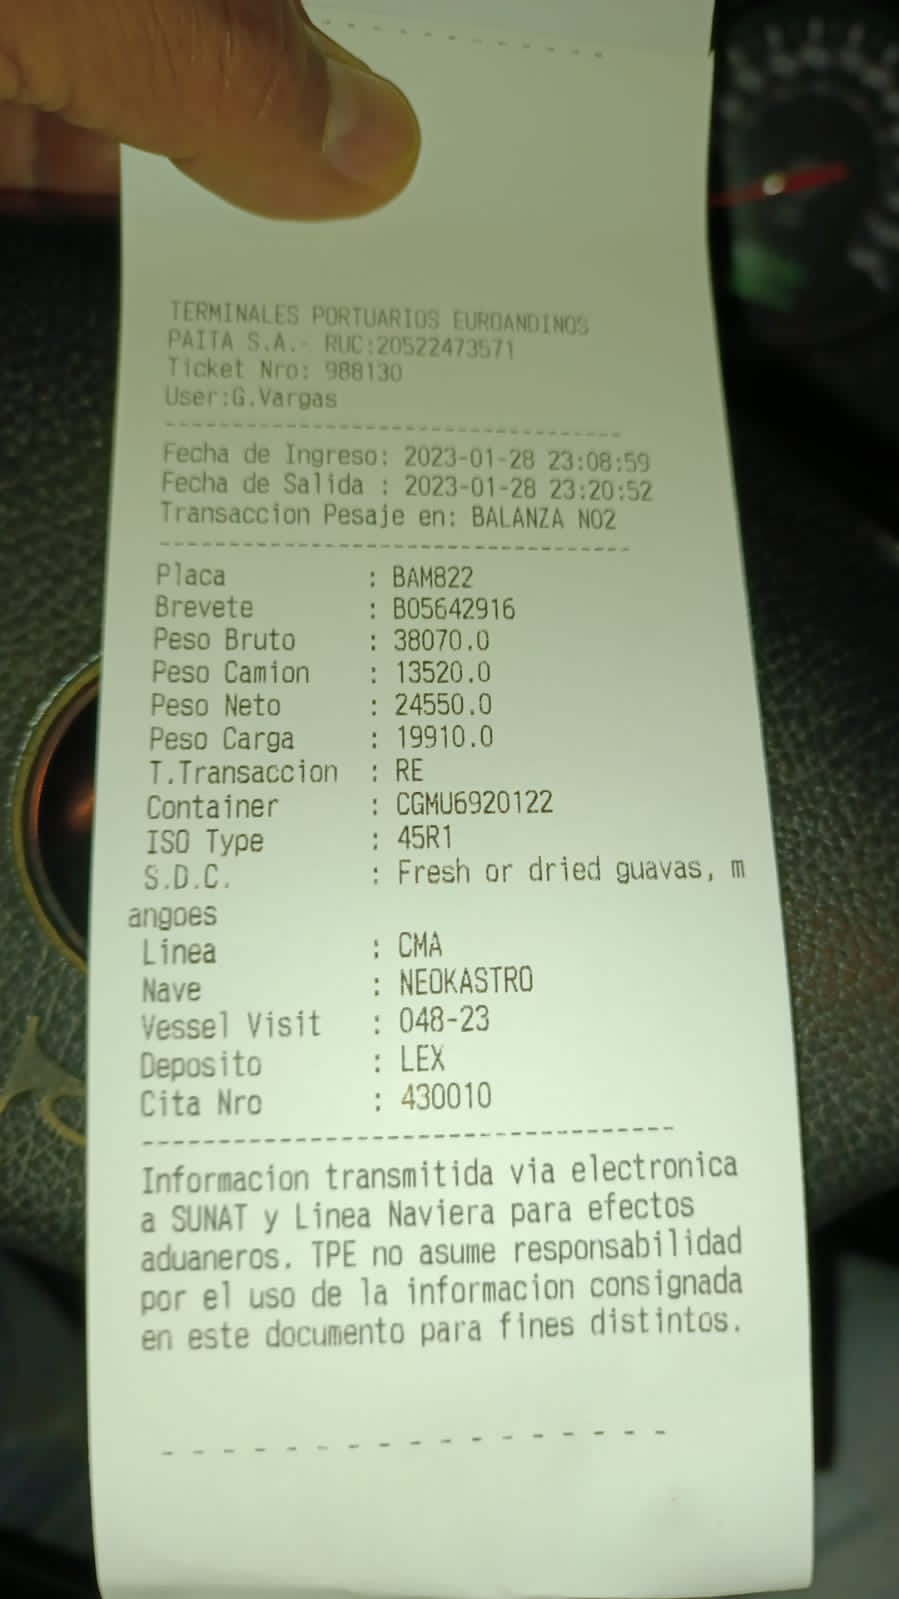 TERMINALES PORTUARIOS EUROANDINOS
PAITA S.A.- RUC:20522473571
Ticket Nro: 988130
User:G.Vargas
------------------------------------
Fecha de Ingreso: 2023-01-28 23:08:59
Fecha de Salida : 2023-01-28 23:20:52
Transaccion Pesaje en: BALANZA NO2
------------------------------------
Placa : BAM822
Brevete : B05642916
Peso Bruto : 38070.0
Peso Camion : 13520.0
Peso Neto : 24550.0
Peso Carga : 19910.0
T.Transaccion : RE
Container : CGMU6920122
ISO Type : 45R1
S.D.C. : Fresh or dried guavas, m
angoes
Linea : CMA
Nave : NEOKASTRO
Vessel Visit : 048-23
Deposito : LEX
Cita Nro : 430010
------------------------------------
Informacion transmitida via electronica
a SUNAT y Linea Naviera para efectos
aduaneros. TPE no asume responsabilidad
por el uso de la informacion consignada
en este documento para fines distintos.
- - - - - - - - - - - - - - - - -